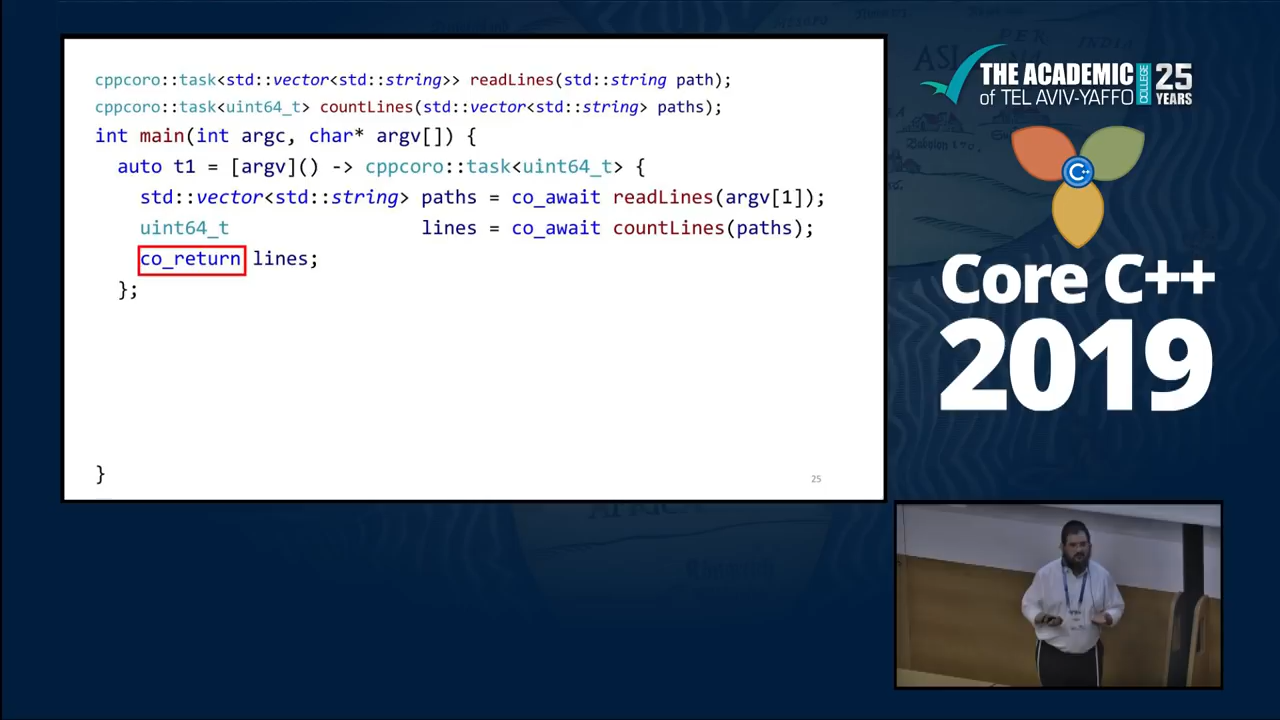 cppcoro::task<std::vector<std::string>> readLines(std::string path);
cppcoro::task<uint64_t> countLines(std::vector<std::string> paths);
int main(int argc, char* argv[]) {
auto t1 = [argv]() -> cppcoro::task<uint64_t> {
std::vector<std::string> paths = co_await readLines(argv[1]);
uint64_t lines = co_await countLines(paths);
co_return lines;
};
}
25
THE ACADEMIC
of TEL AVIV-YAFFO
COLLEGE
25
YEARS
Core C++
2019
C++